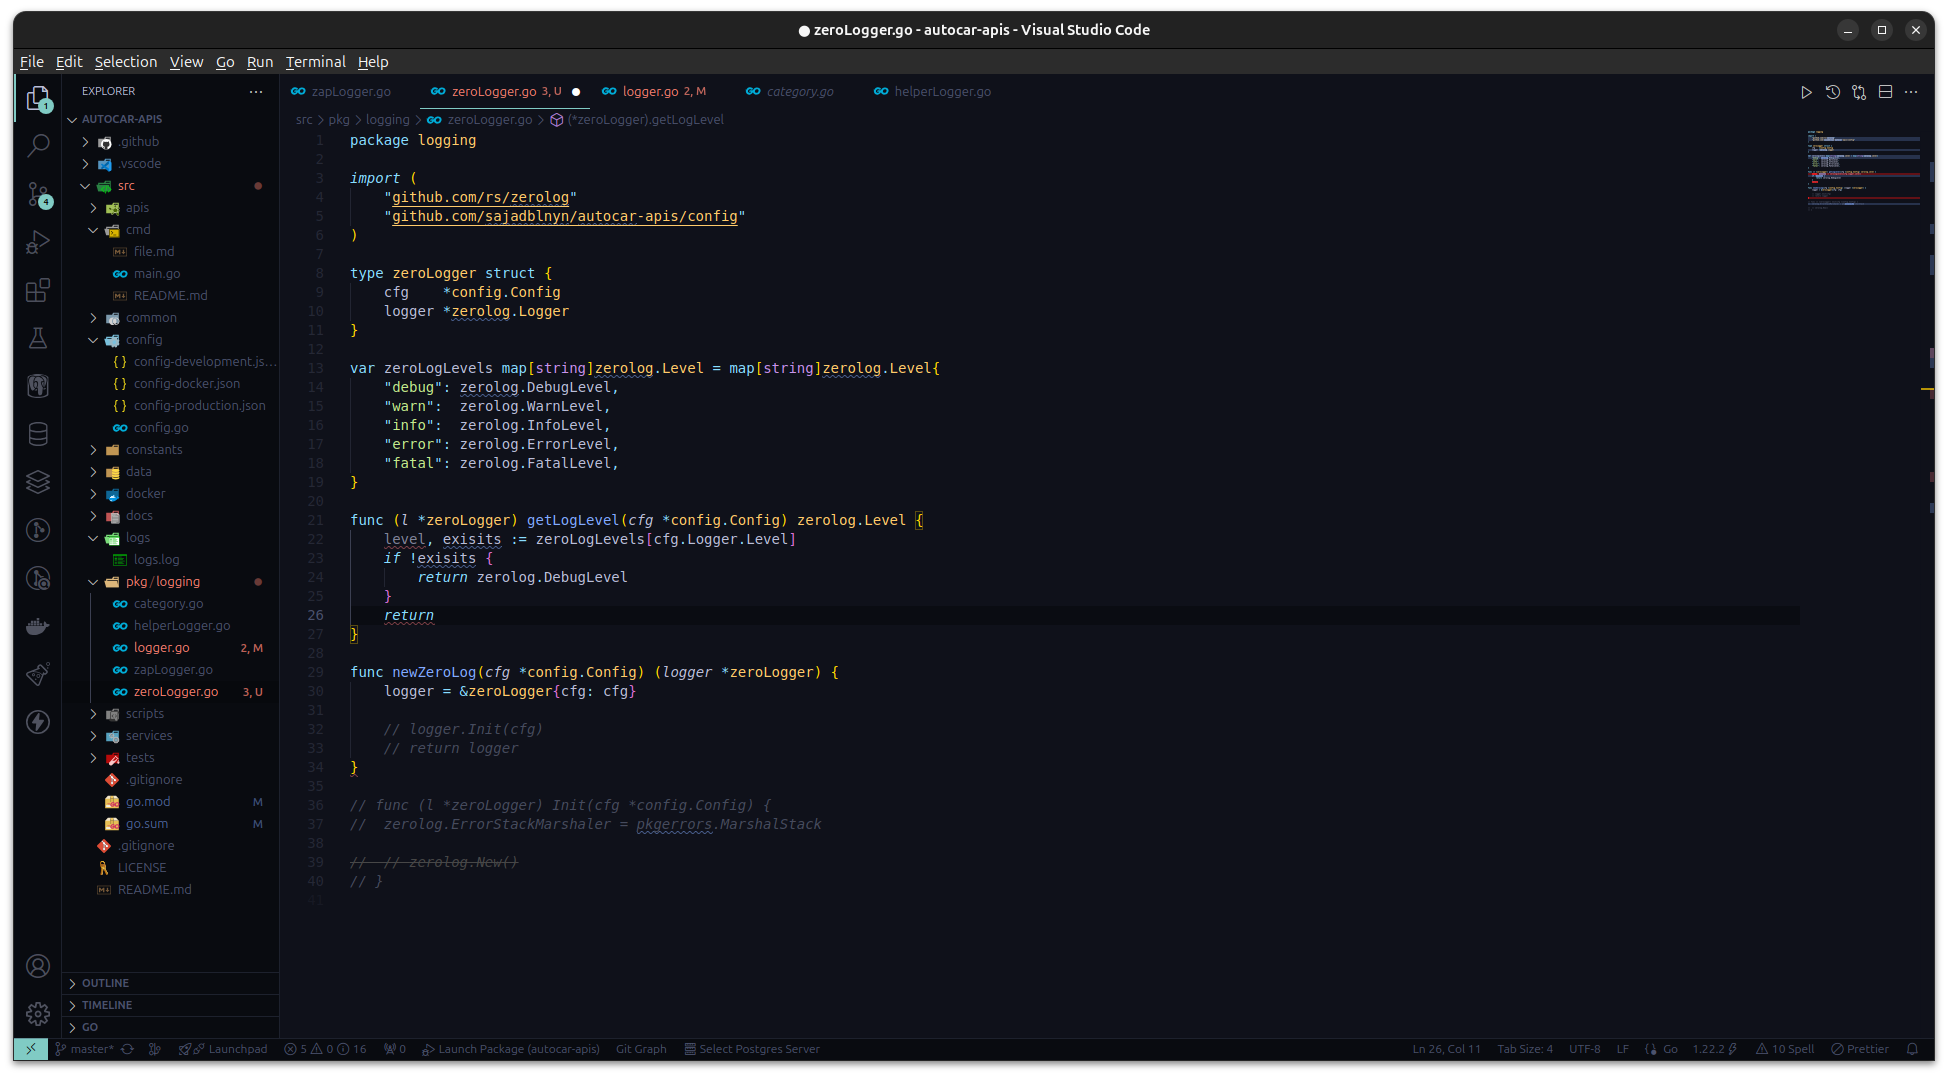 zeroLogger.go - autocar-apis - Visual Studio Code
File Edit Selection View Go Run Terminal Help
EXPLORER
zapLogger.go
zeroLogger.go 3, U
logger.go 2, M
category.go
helperLogger.go
src > pkg > logging > zeroLogger.go > (*zeroLogger).getLogLevel
1
4
AUTOCAR-APIS
.github
.vscode
src
apis
cmd
file.md
main.go
README.md
common
config
config-development.js...
config-docker.json
config-production.json
config.go
constants
data
docker
docs
logs
logs.log
pkg/logging
category.go
helperLogger.go
logger.go 2, M
zapLogger.go
zeroLogger.go 3, U
scripts
services
tests
.gitignore
go.mod M
go.sum M
.gitignore
LICENSE
README.md
OUTLINE
TIMELINE
GO
1 package logging
2
3 import (
4 "github.com/rs/zerolog"
5 "github.com/sajadblnyn/autocar-apis/config"
6 )
7
8 type zeroLogger struct {
9 cfg *config.Config
10 logger *zerolog.Logger
11 }
12
13 var zeroLogLevels map[string]zerolog.Level = map[string]zerolog.Level{
14 "debug": zerolog.DebugLevel,
15 "warn": zerolog.WarnLevel,
16 "info": zerolog.InfoLevel,
17 "error": zerolog.ErrorLevel,
18 "fatal": zerolog.FatalLevel,
19 }
20
21 func (l *zeroLogger) getLogLevel(cfg *config.Config) zerolog.Level {
22 level, exisits := zeroLogLevels[cfg.Logger.Level]
23 if !exisits {
24 return zerolog.DebugLevel
25 }
26 return
27 }
28
29 func newZeroLog(cfg *config.Config) (logger *zeroLogger) {
30 logger = &zeroLogger{cfg: cfg}
31
32 // logger.Init(cfg)
33 // return logger
34 }
35
36 // func (l *zeroLogger) Init(cfg *config.Config) {
37 // zerolog.ErrorStackMarshaler = pkgerrors.MarshalStack
38
39 // // zerolog.New()
40 // }
41
master* Launchpad 5 0 16 0 Launch Package (autocar-apis) Git Graph Select Postgres Server Ln 26, Col 11 Tab Size: 4 UTF-8 LF Go 1.22.2 10 Spell Prettier